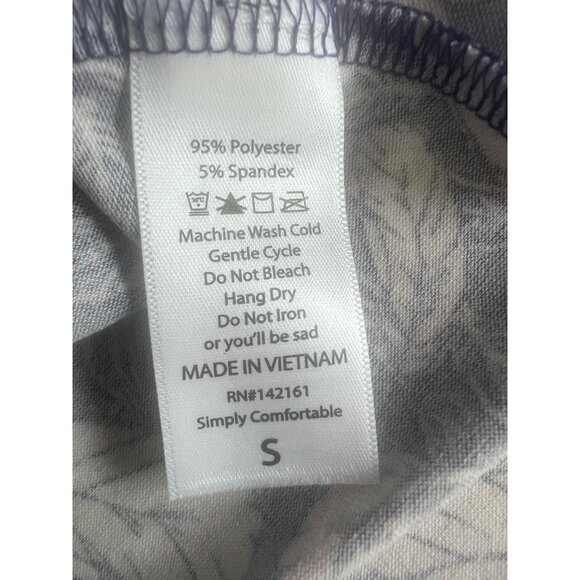 95% Polyester
5% Spandex
30°C
Machine Wash Cold
Gentle Cycle
Do Not Bleach
Hang Dry
Do Not Iron
or you'll be sad
MADE IN VIETNAM
RN#142161
Simply Comfortable
S